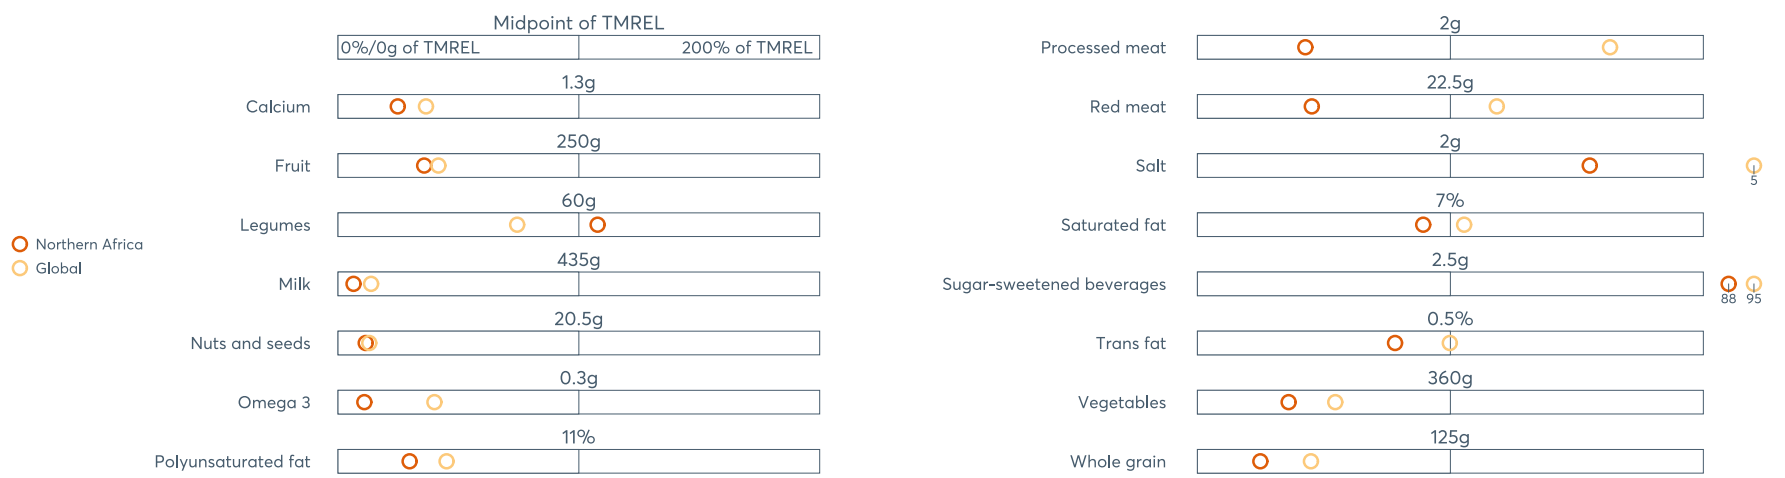 Midpoint of TMREL
0%/0g of TMREL 200% of TMREL
1.3g
Calcium
250g
Fruit
60g
Legumes
435g
Milk
20.5g
Nuts and seeds
0.3g
Omega 3
11%
Polyunsaturated fat
Northern Africa
Global
2g
Processed meat
22.5g
Red meat
2g
Salt
5
7%
Saturated fat
2.5g
Sugar-sweetened beverages
88 95
0.5%
Trans fat
360g
Vegetables
125g
Whole grain